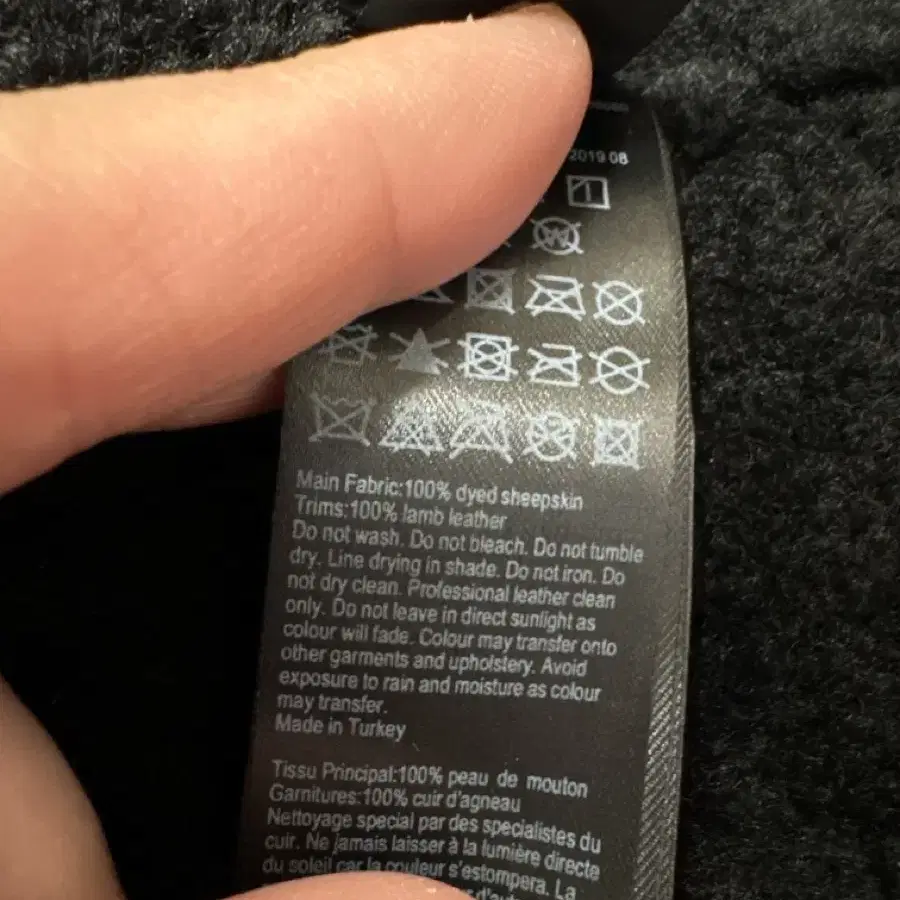 2019 08
W
Main Fabric:100% dyed sheepskin
Trims:100% lamb leather
Do not wash. Do not bleach. Do not tumble
dry. Line drying in shade. Do not iron. Do
not dry clean. Professional leather clean
only. Do not leave in direct sunlight as
colour will fade. Colour may transfer onto
other garments and upholstery. Avoid
exposure to rain and moisture as colour
may transfer.
Made in Turkey
Tissu Principal:100% peau de mouton
Garnitures:100% cuir d'agneau
Nettoyage special par des specialistes du
cuir. Ne jamais laisser à la lumière directe
du soleil car la couleur s'estompera. La